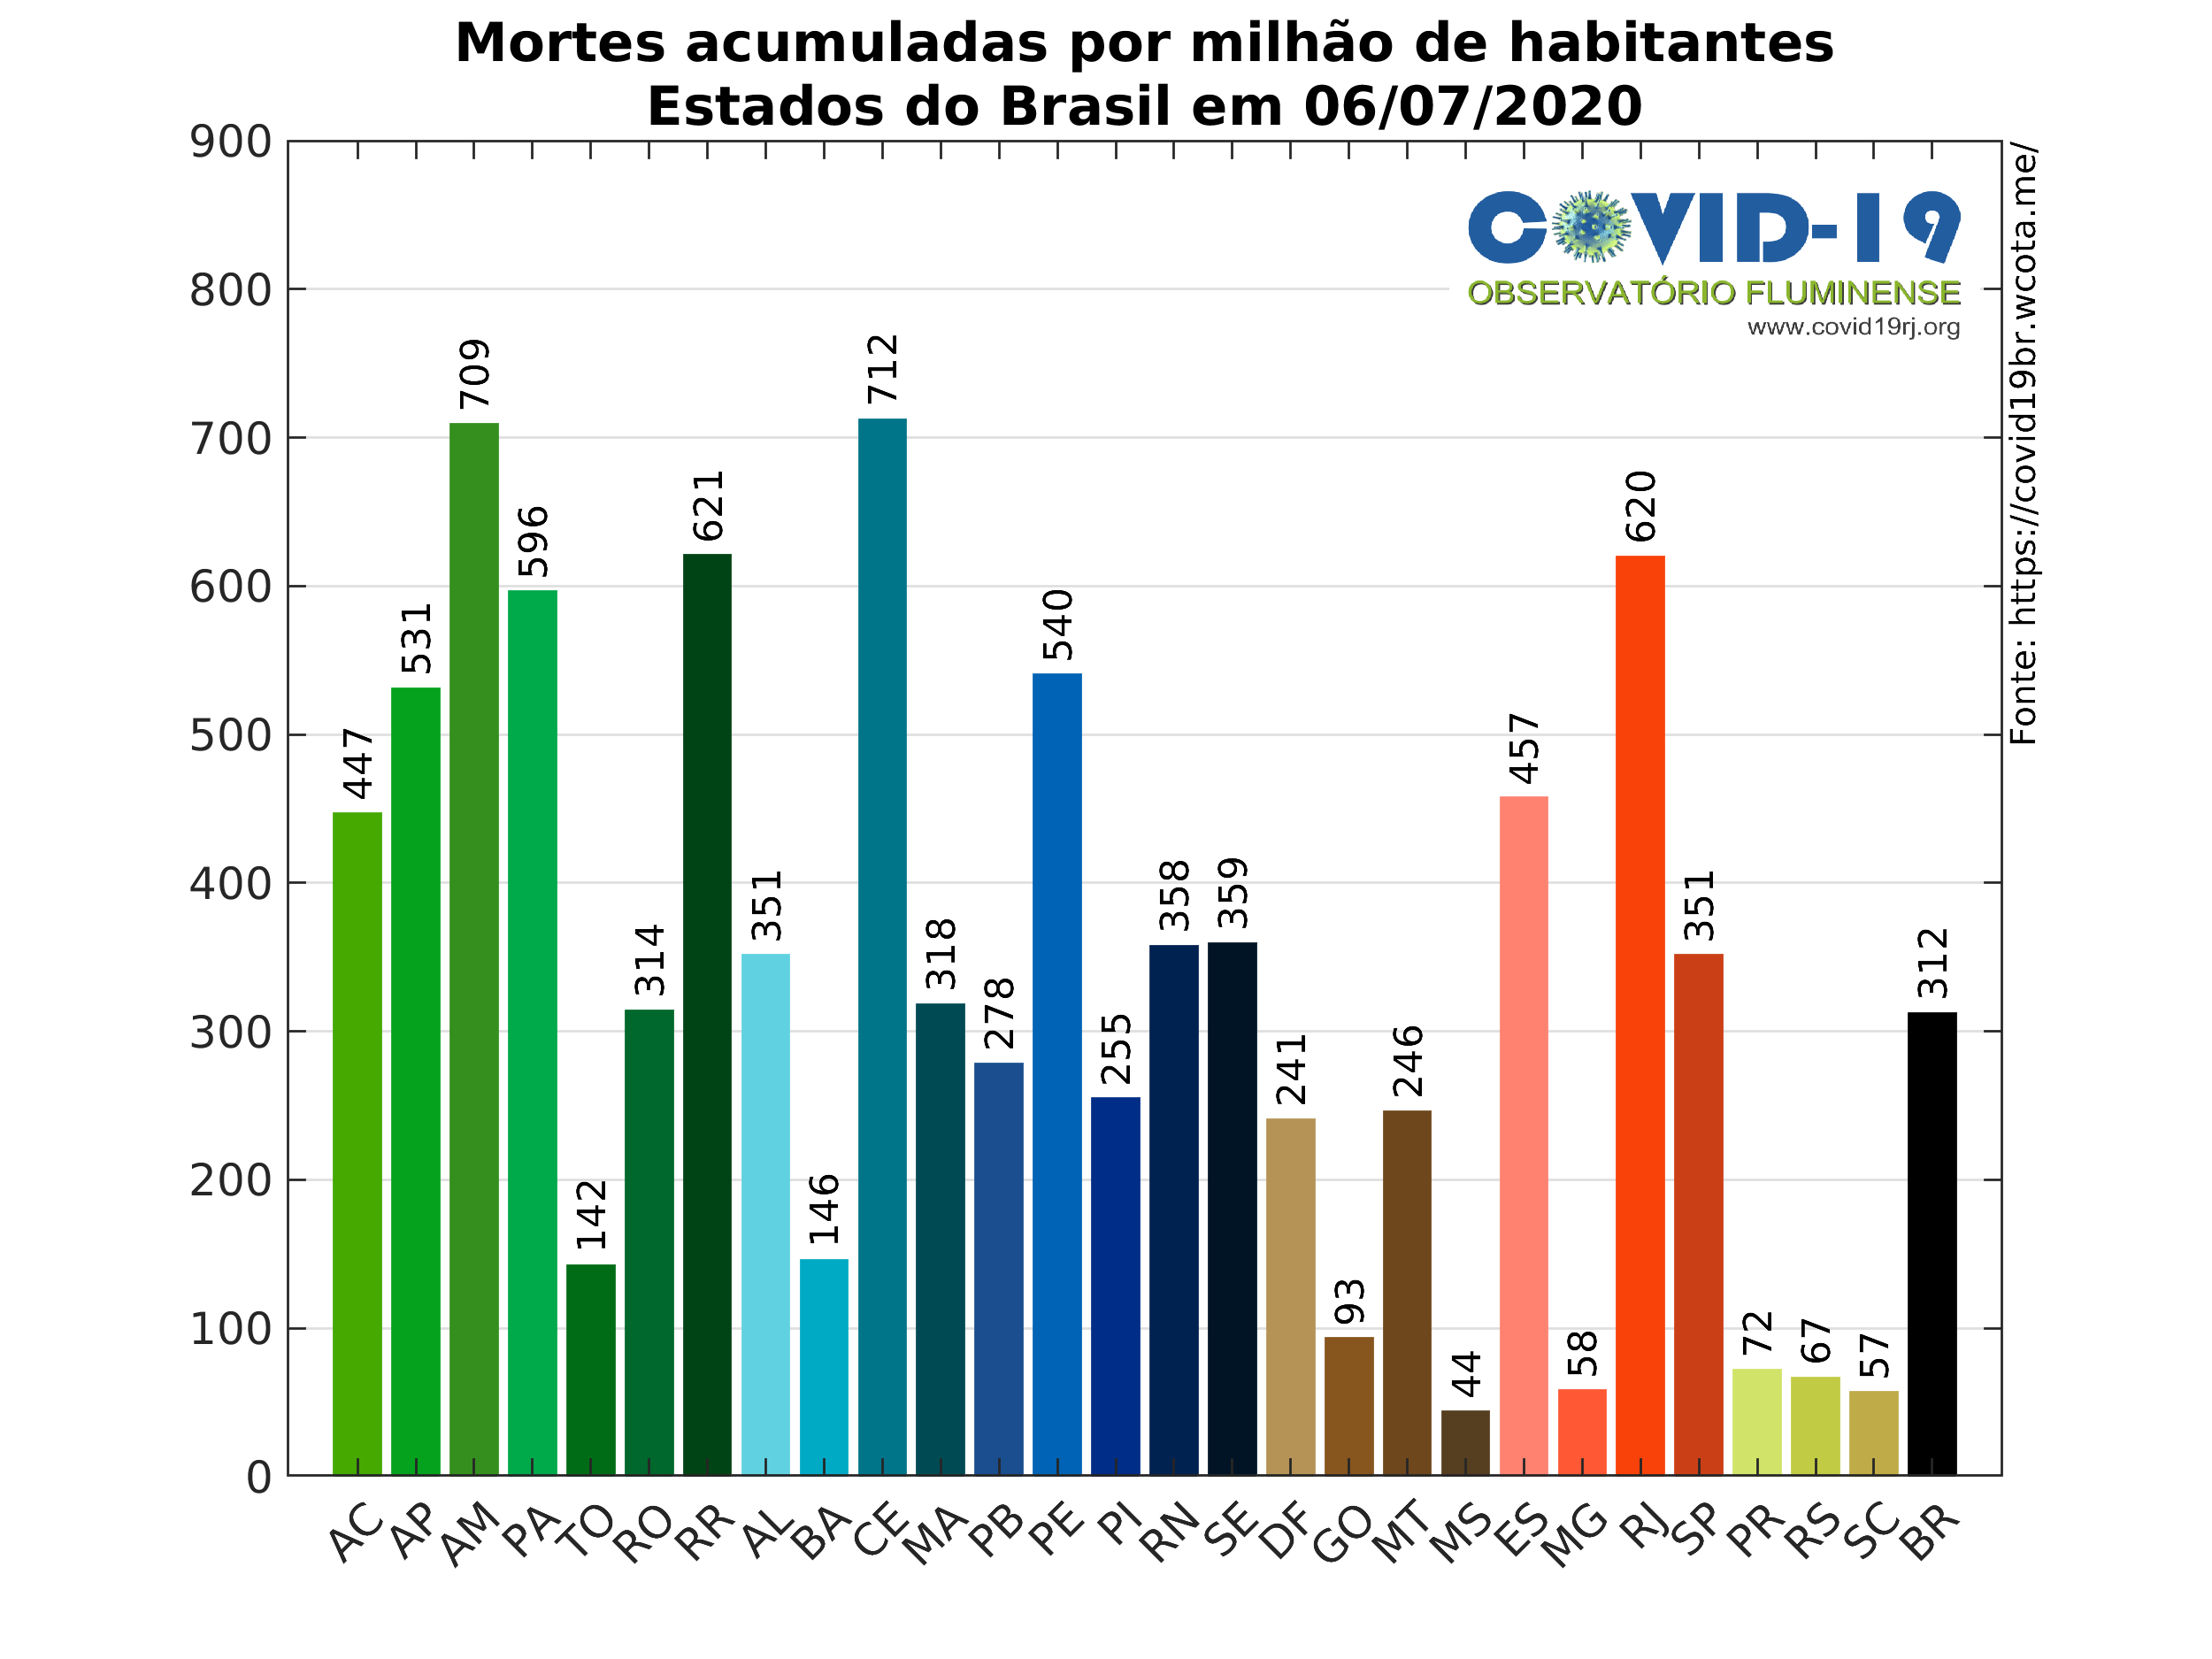 Mortes acumuladas por milhão de habitantes
Estados do Brasil em 06/07/2020
900
800
700
600
500
400
300
200
100
0
COVID-19
OBSERVATÓRIO FLUMINENSE
www.covid19rj.org
Fonte: https://covid19br.wcota.me/
447 531 709 596 142 314 621 351 146 712 318 278 540 255 358 359 241 93 246 44 457 58 620 351 72 67 57 312
AC AP AM PA TO RO RR AL BA CE MA PB PE PI RN SE DF GO MT MS ES MG RJ SP PR RS SC BR